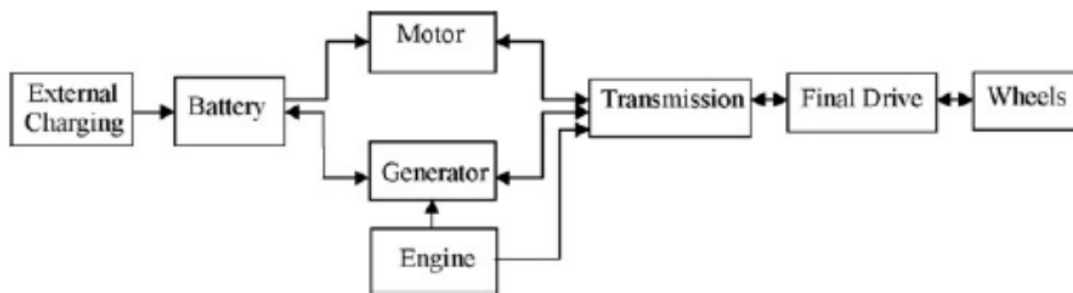 Motor
External
Charging
Battery
Transmission
Final Drive
Wheels
Generator
Engine